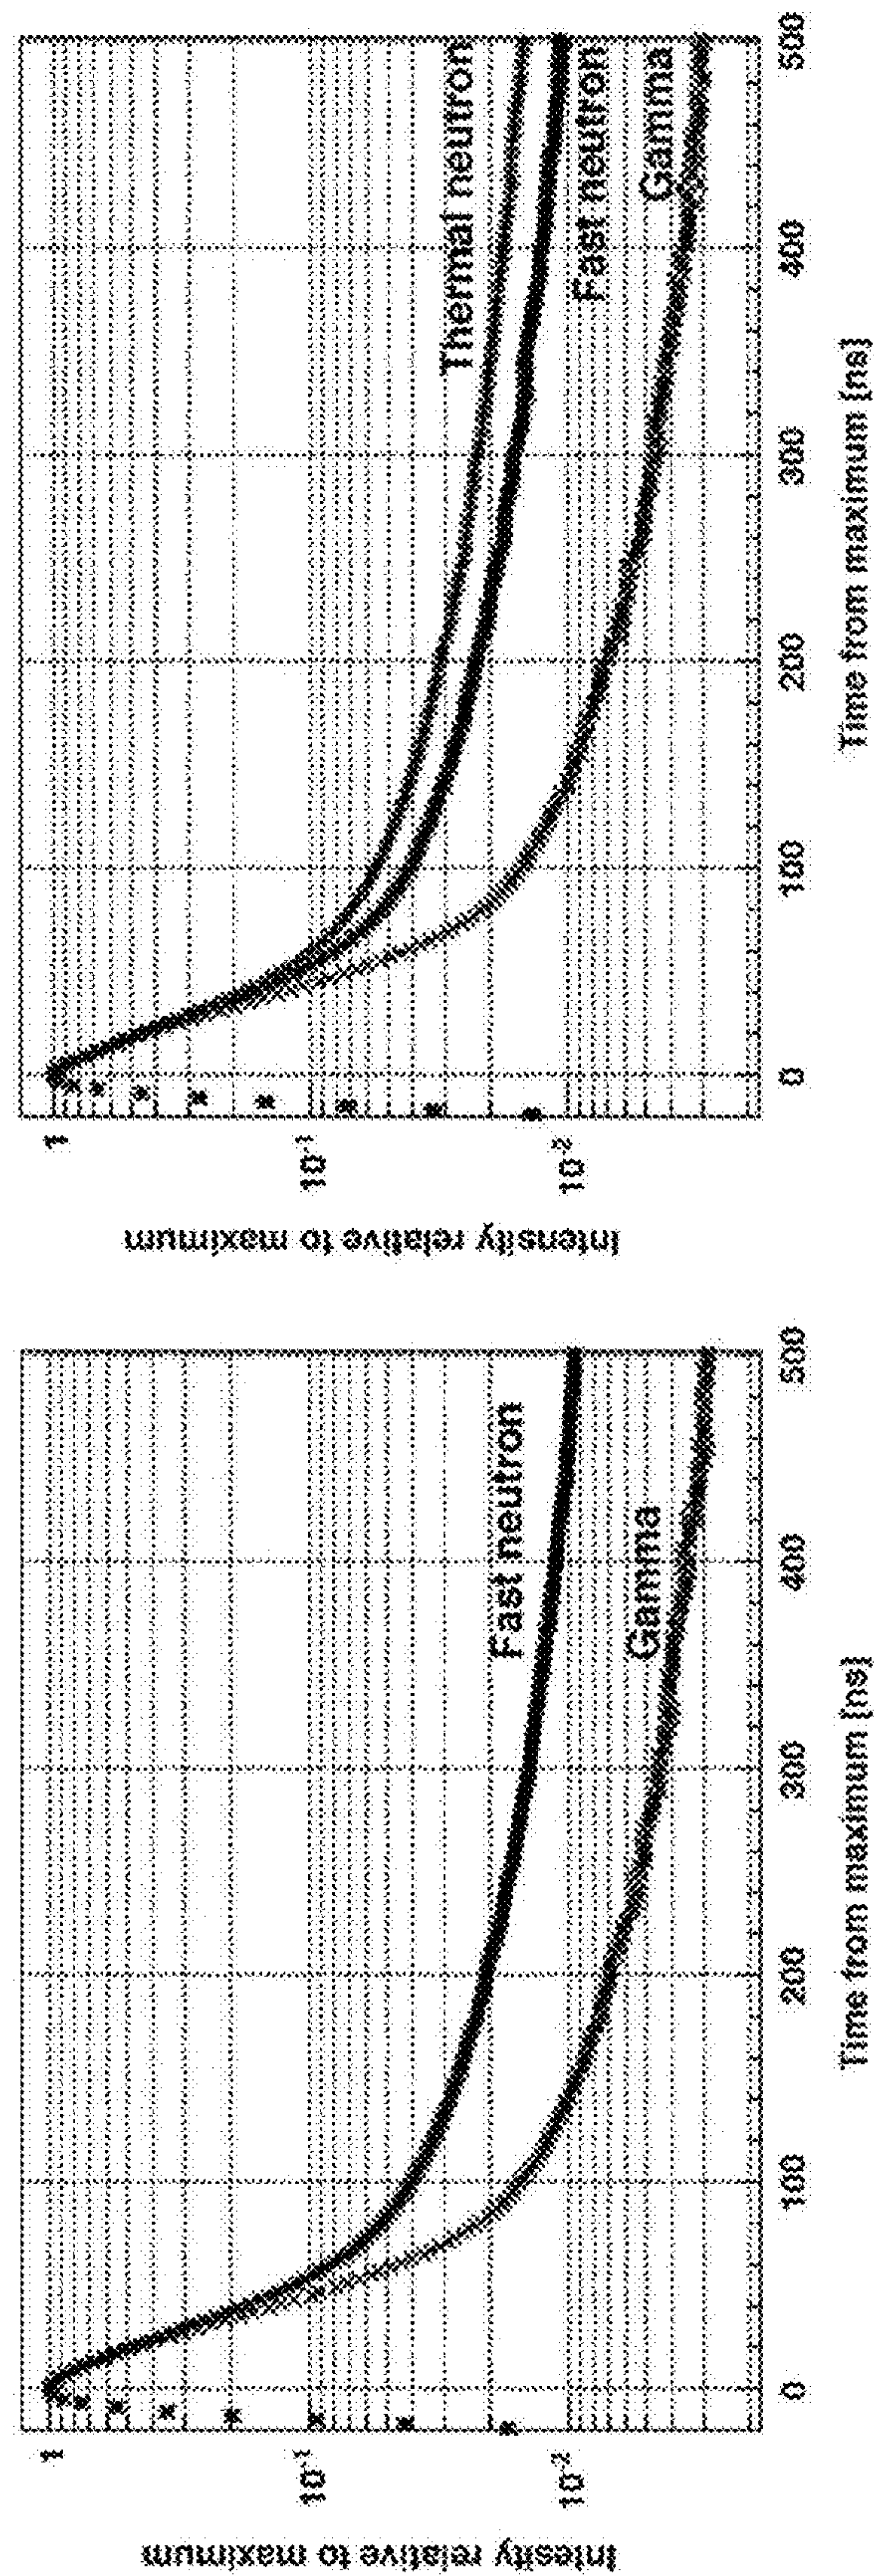 Intesity relative to maximum
1
10-1
10-2
Fast neutron
Gamma
0
100
200
300
400
500
Time from maximum [ns]
Intensity relative to maximum
1
10-1
10-2
Thermal neutron
Fast neutron
Gamma
0
100
200
300
400
500
Time from maximum [ns]